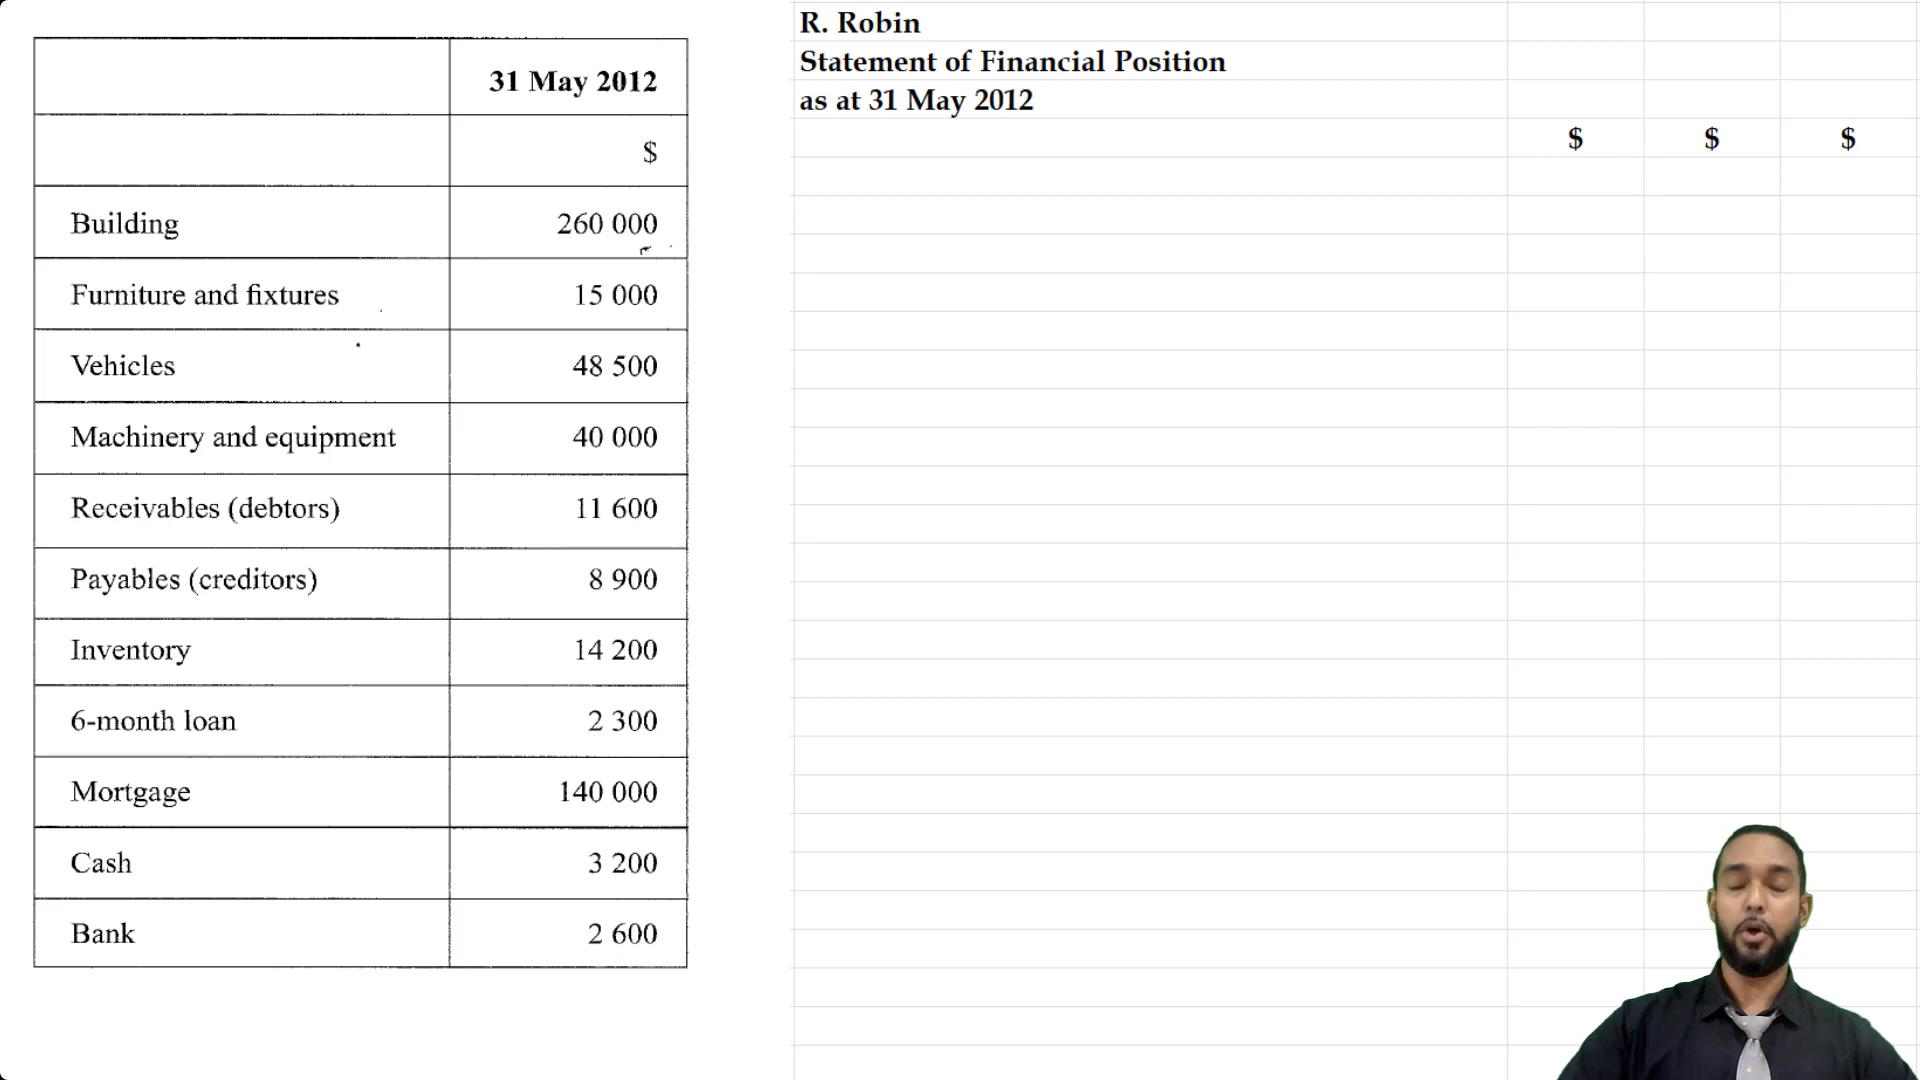 31 May 2012
$
Building 260 000
Furniture and fixtures 15 000
Vehicles 48 500
Machinery and equipment 40 000
Receivables (debtors) 11 600
Payables (creditors) 8 900
Inventory 14 200
6-month loan 2 300
Mortgage 140 000
Cash 3 200
Bank 2 600
R. Robin
Statement of Financial Position
as at 31 May 2012
$ $ $